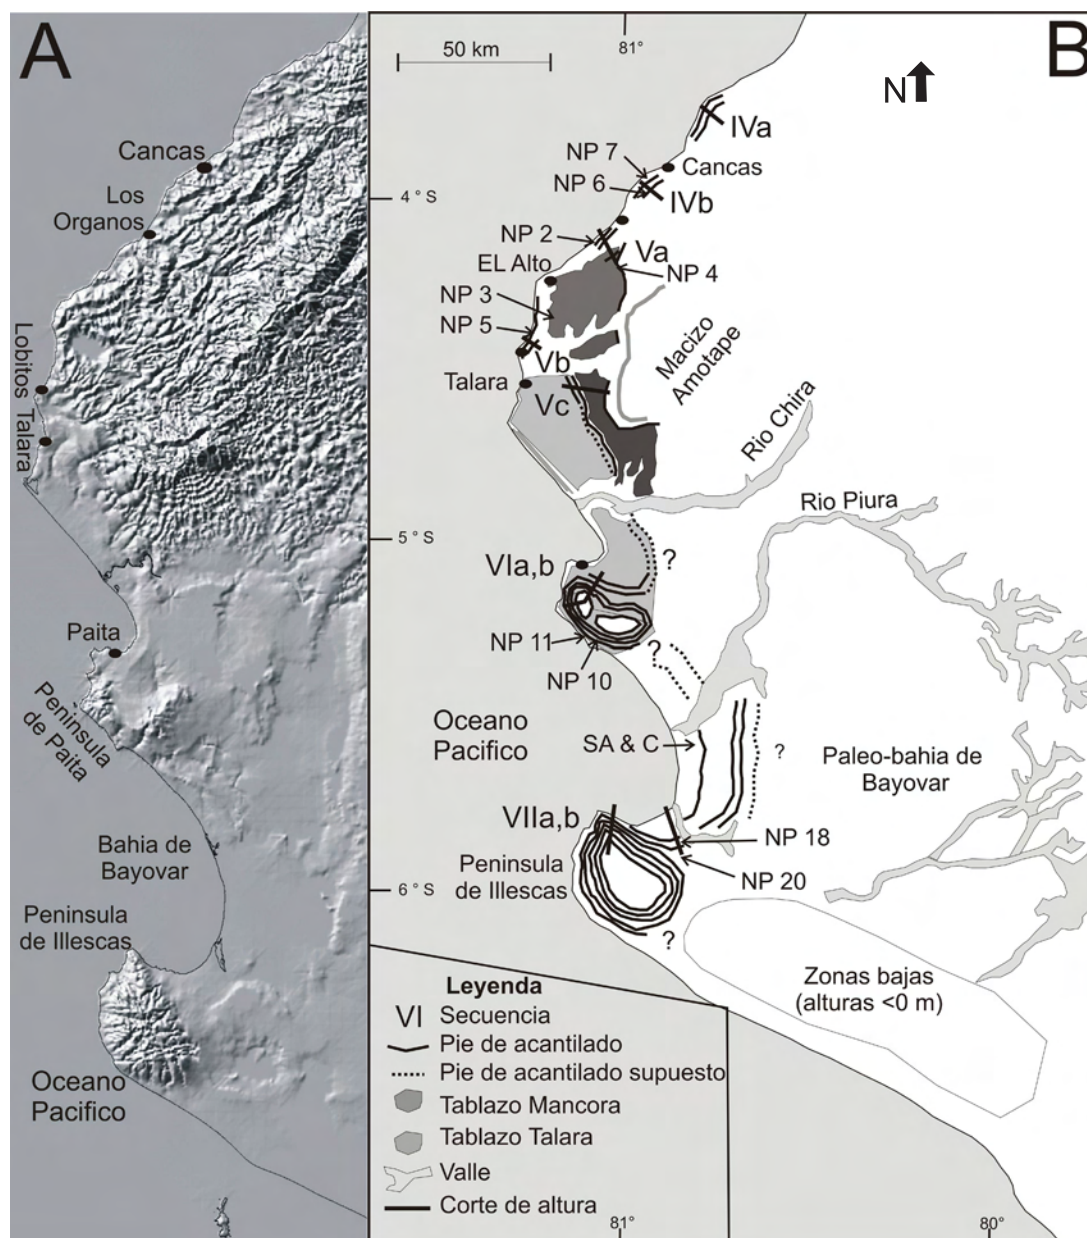 A
Cancas
Los
Organos
Lobitos
Talara
Paita
Peninsula
de Paita
Bahia de
Bayovar
Peninsula
de Illescas
Oceano
Pacifico
B
50 km
81°
N
IVa
NP 7
Cancas
NP 6
IVb
4°S
NP 2
Va
EL Alto
NP 4
NP 3
NP 5
Macizo
Amotape
Vb
Talara
Vc
Rio Chira
Rio Piura
5°S
VIa,b
?
NP 11
?
NP 10
Oceano
Pacifico
SA & C
?
Paleo-bahia de
Bayovar
VIIa,b
NP 18
Peninsula
de Illescas
NP 20
6°S
?
Zonas bajas
(alturas <0 m)
Leyenda
VI Secuencia
Pie de acantilado
Pie de acantilado supuesto
Tablazo Mancora
Tablazo Talara
Valle
Corte de altura
81°
80°